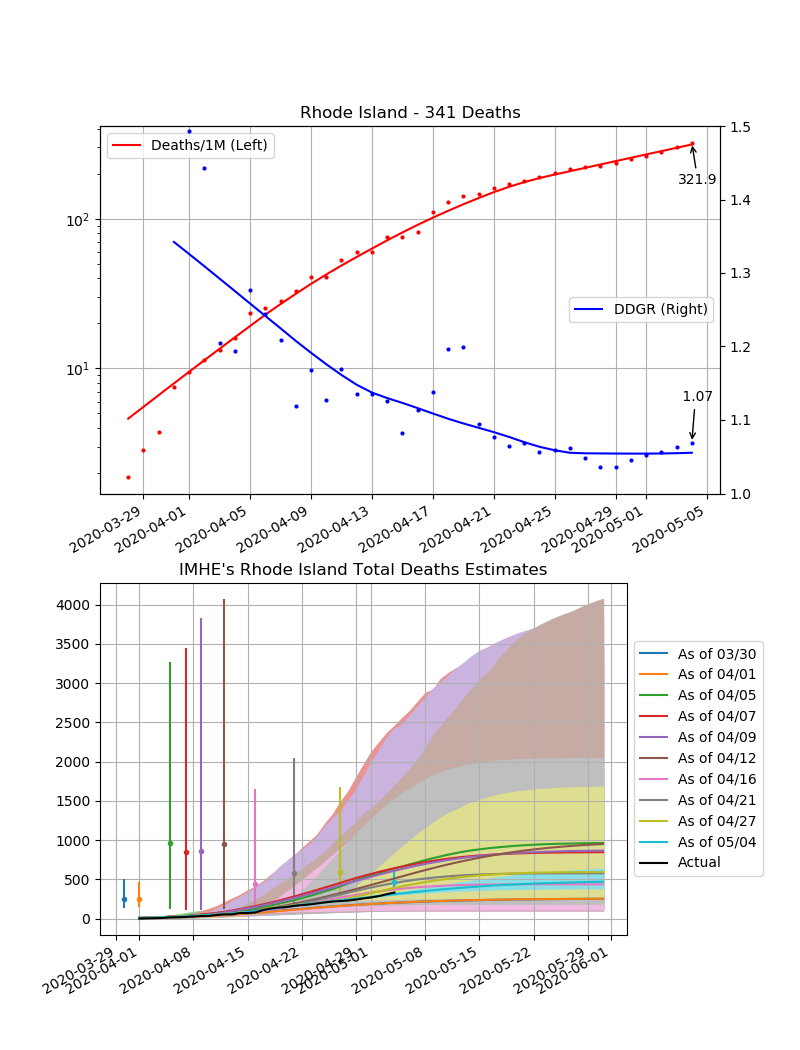 Rhode Island - 341 Deaths
Deaths/1M (Left)
DDGR (Right)
10²
10¹
321.9
1.07
1.5
1.4
1.3
1.2
1.1
1.0
2020-03-29
2020-04-01
2020-04-05
2020-04-09
2020-04-13
2020-04-17
2020-04-21
2020-04-25
2020-04-29
2020-05-01
2020-05-05
IMHE's Rhode Island Total Deaths Estimates
4000
3500
3000
2500
2000
1500
1000
500
0
2020-03-29
2020-04-01
2020-04-08
2020-04-15
2020-04-22
2020-04-29
2020-05-01
2020-05-08
2020-05-15
2020-05-22
2020-05-29
2020-06-01
As of 03/30
As of 04/01
As of 04/05
As of 04/07
As of 04/09
As of 04/12
As of 04/16
As of 04/21
As of 04/27
As of 05/04
Actual